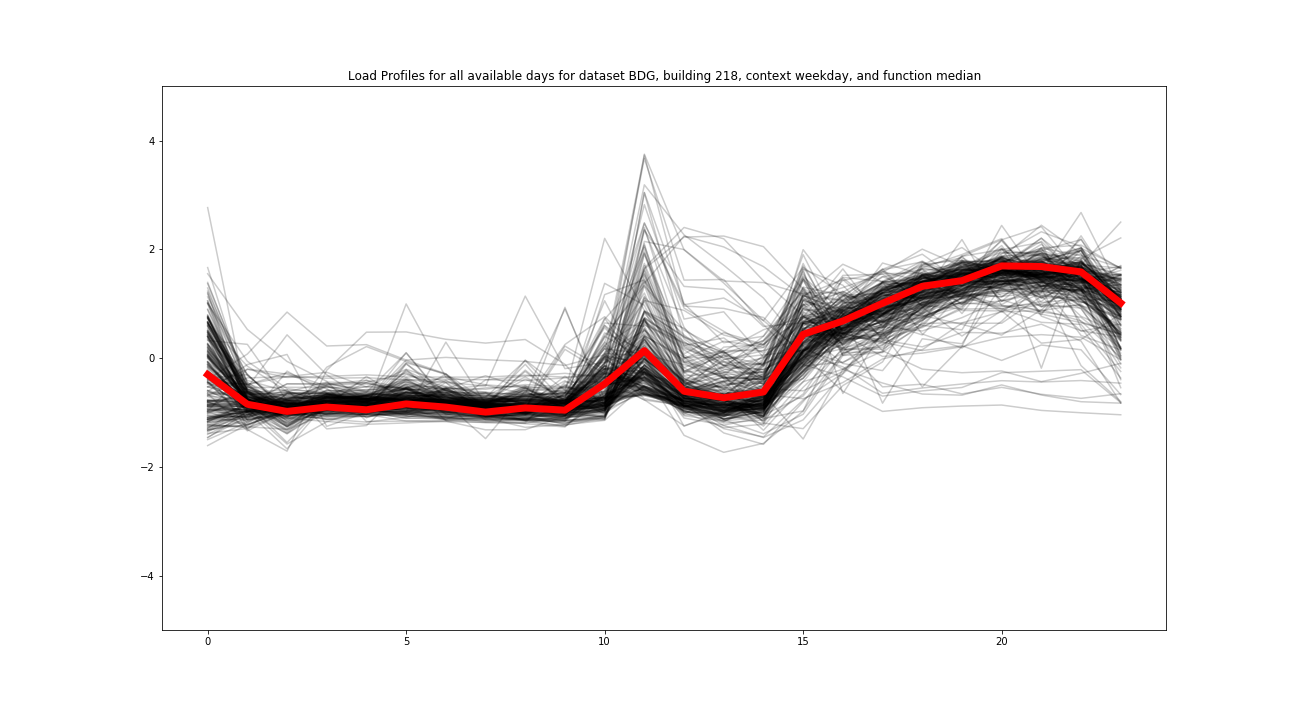 Load Profiles for all available days for dataset BDG, building 218, context weekday, and function median
4
2
0
−2
−4
0 5 10 15 20